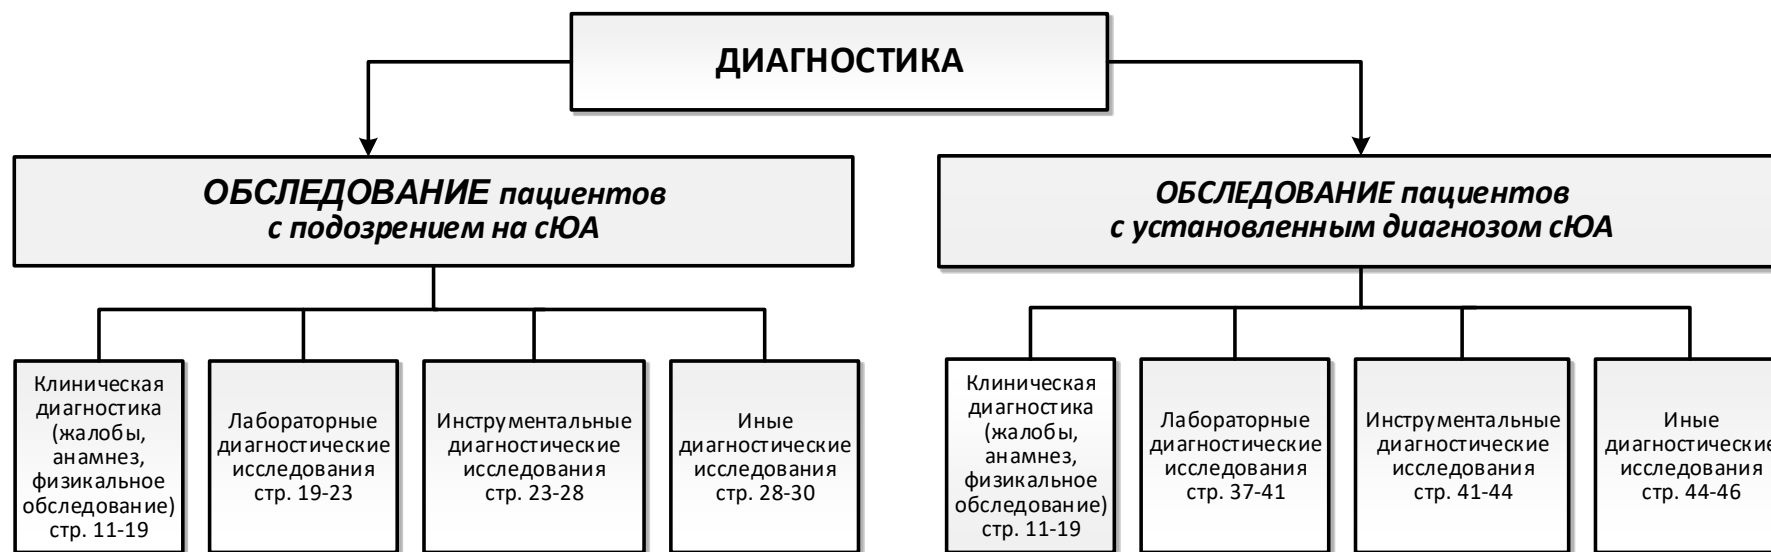 ДИАГНОСТИКА
ОБСЛЕДОВАНИЕ пациентов
с подозрением на сЮА
ОБСЛЕДОВАНИЕ пациентов
с установленным диагнозом сЮА
Клиническая
диагностика
(жалобы,
анамнез,
физикальное
обследование)
стр. 11-19
Лабораторные
диагностические
исследования
стр. 19-23
Инструментальные
диагностические
исследования
стр. 23-28
Иные
диагностические
исследования
стр. 28-30
Клиническая
диагностика
(жалобы,
анамнез,
физикальное
обследование)
стр. 11-19
Лабораторные
диагностические
исследования
стр. 37-41
Инструментальные
диагностические
исследования
стр. 41-44
Иные
диагностические
исследования
стр. 44-46